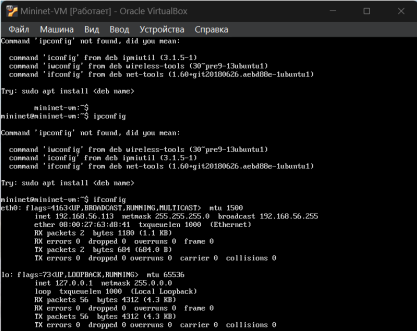 Mininet-VM [Работает] - Oracle VirtualBox
Файл Машина Вид Ввод Устройства Справка
Command 'ipconfig' not found, did you mean:
command 'iconfig' from deb ipmiutil (3.1.5-1)
command 'iwconfig' from deb wireless-tools (30~pre9-13ubuntu1)
command 'ifconfig' from deb net-tools (1.60+git20180626.aebd88e-1ubuntu1)
Try: sudo apt install <deb name>
mininet-vm:~$
mininet@mininet-vm:~$ ipconfig
Command 'ipconfig' not found, did you mean:
command 'iwconfig' from deb wireless-tools (30~pre9-13ubuntu1)
command 'iconfig' from deb ipmiutil (3.1.5-1)
command 'ifconfig' from deb net-tools (1.60+git20180626.aebd88e-1ubuntu1)
Try: sudo apt install <deb name>
mininet@mininet-vm:~$ ifconfig
eth0: flags=4163<UP,BROADCAST,RUNNING,MULTICAST> mtu 1500
inet 192.168.56.113 netmask 255.255.255.0 broadcast 192.168.56.255
ether 08:00:27:63:d8:41 txqueuelen 1000 (Ethernet)
RX packets 2 bytes 1180 (1.1 KB)
RX errors 0 dropped 0 overruns 0 frame 0
TX packets 2 bytes 684 (684.0 B)
TX errors 0 dropped 0 overruns 0 carrier 0 collisions 0
lo: flags=73<UP,LOOPBACK,RUNNING> mtu 65536
inet 127.0.0.1 netmask 255.0.0.0
loop txqueuelen 1000 (Local Loopback)
RX packets 56 bytes 4312 (4.3 KB)
RX errors 0 dropped 0 overruns 0 frame 0
TX packets 56 bytes 4312 (4.3 KB)
TX errors 0 dropped 0 overruns 0 carrier 0 collisions 0